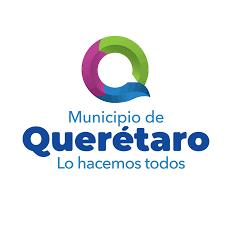 Municipio de
Querétaro
Lo hacemos todos